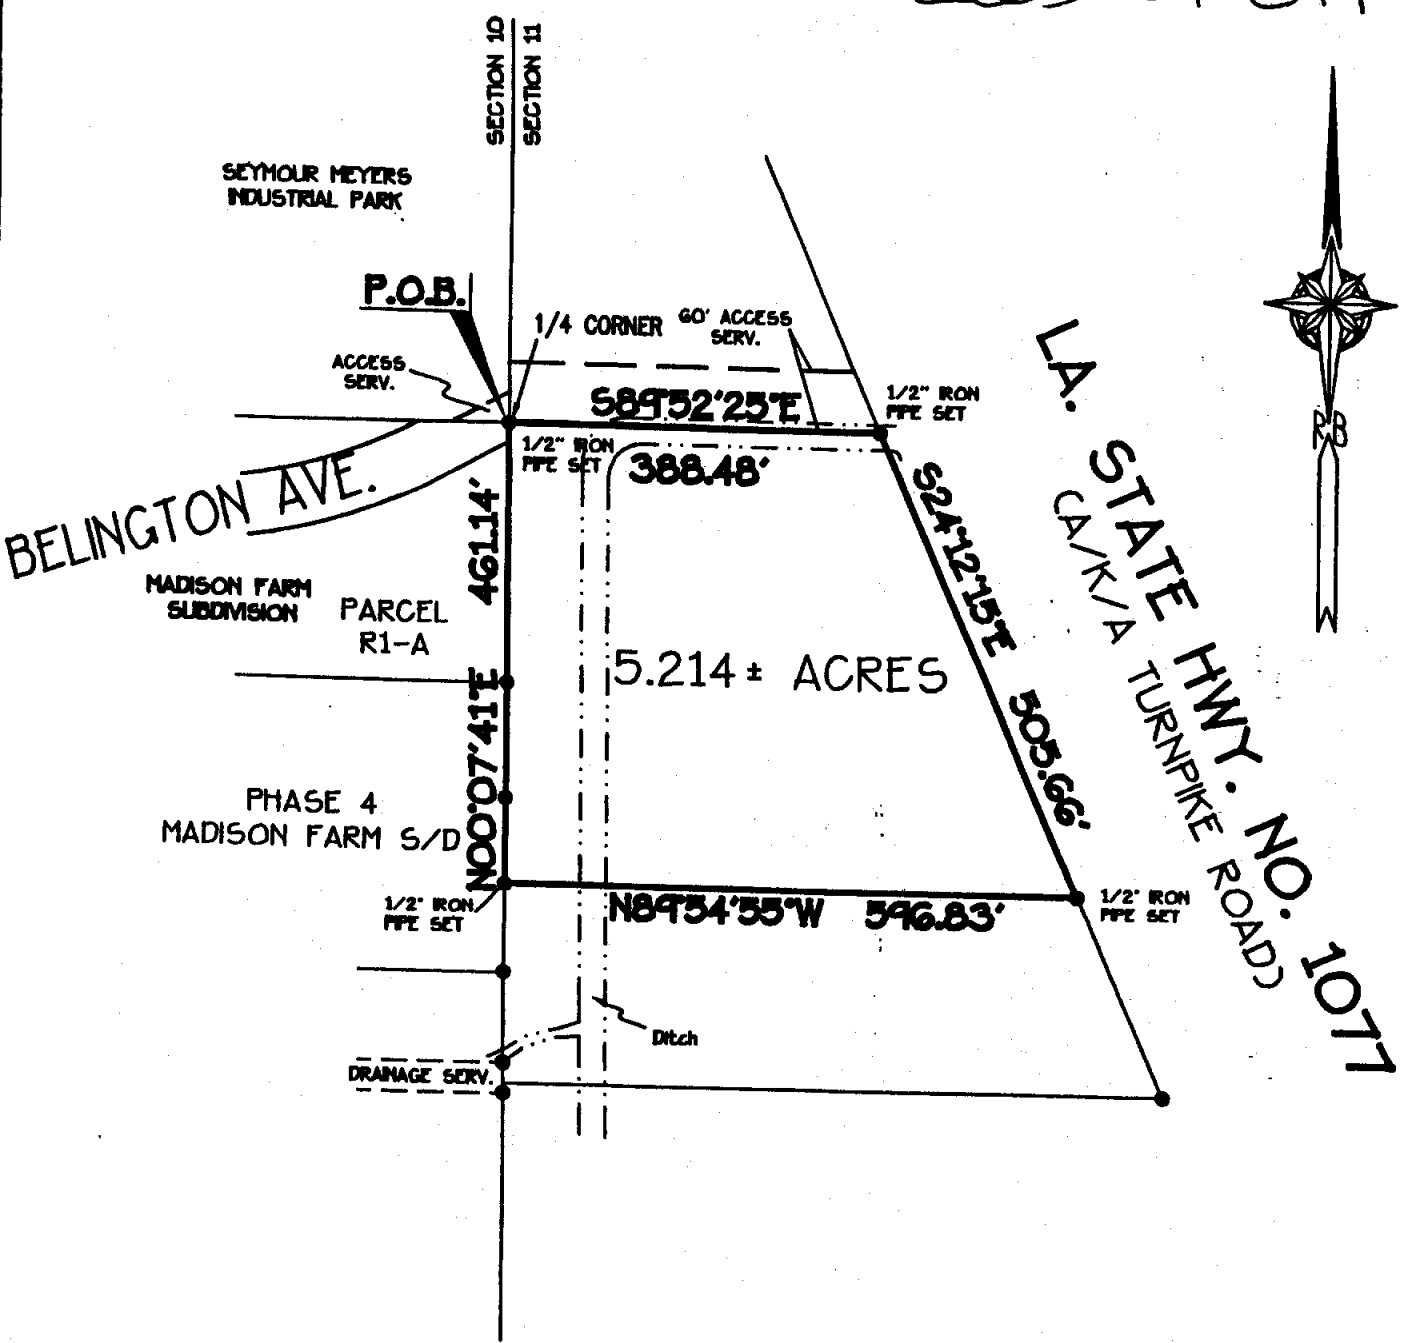 SECTION 10
SECTION 11
SEYMOUR MEYERS
INDUSTRIAL PARK
P.O.B.
1/4 CORNER
60' ACCESS
SERV.
ACCESS
SERV.
S89°52'25"E
1/2" IRON
PIPE SET
1/2" IRON
PIPE SET
388.48'
BELINGTON AVE.
461.14'
N00°07'41"E
S24°12'15"E 505.66'
LA. STATE HWY. NO. 1077
(A/K/A TURNPIKE ROAD)
RB
MADISON FARM
SUBDIVISION
PARCEL
R1-A
5.214± ACRES
PHASE 4
MADISON FARM S/D
1/2" IRON
PIPE SET
N89°54'55"W 596.83'
1/2" IRON
PIPE SET
Ditch
DRAINAGE SERV.